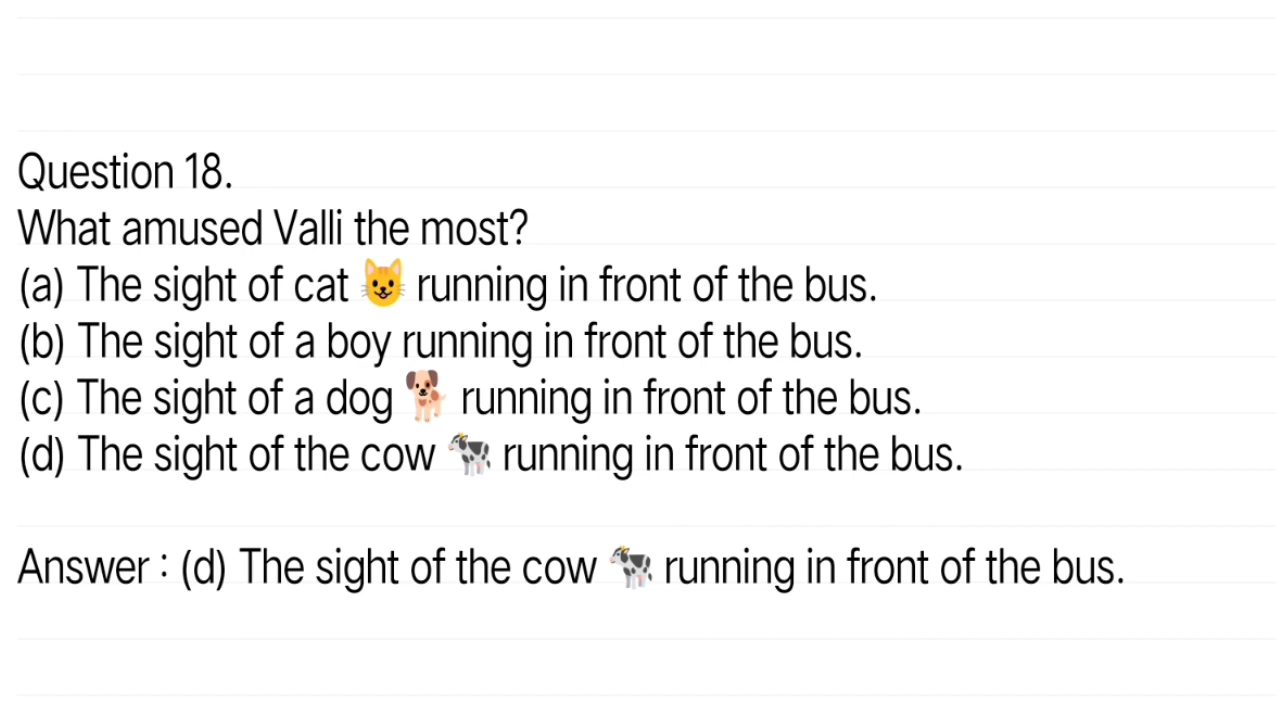 Question 18.
What amused Valli the most?
(a) The sight of cat 😺 running in front of the bus.
(b) The sight of a boy running in front of the bus.
(c) The sight of a dog 🐕 running in front of the bus.
(d) The sight of the cow 🐄 running in front of the bus.
Answer : (d) The sight of the cow 🐄 running in front of the bus.